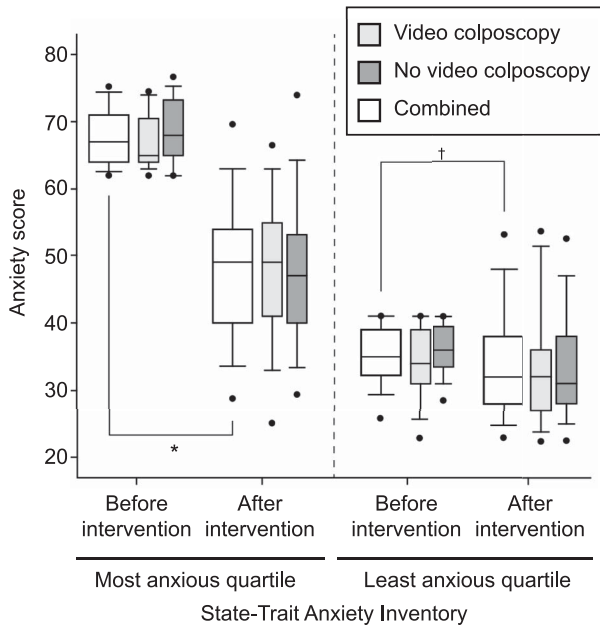 Video colposcopy
No video colposcopy
Combined
Anxiety score
80
70
60
50
40
30
20
*
†
Before
intervention
After
intervention
Before
intervention
After
intervention
Most anxious quartile
Least anxious quartile
State-Trait Anxiety Inventory